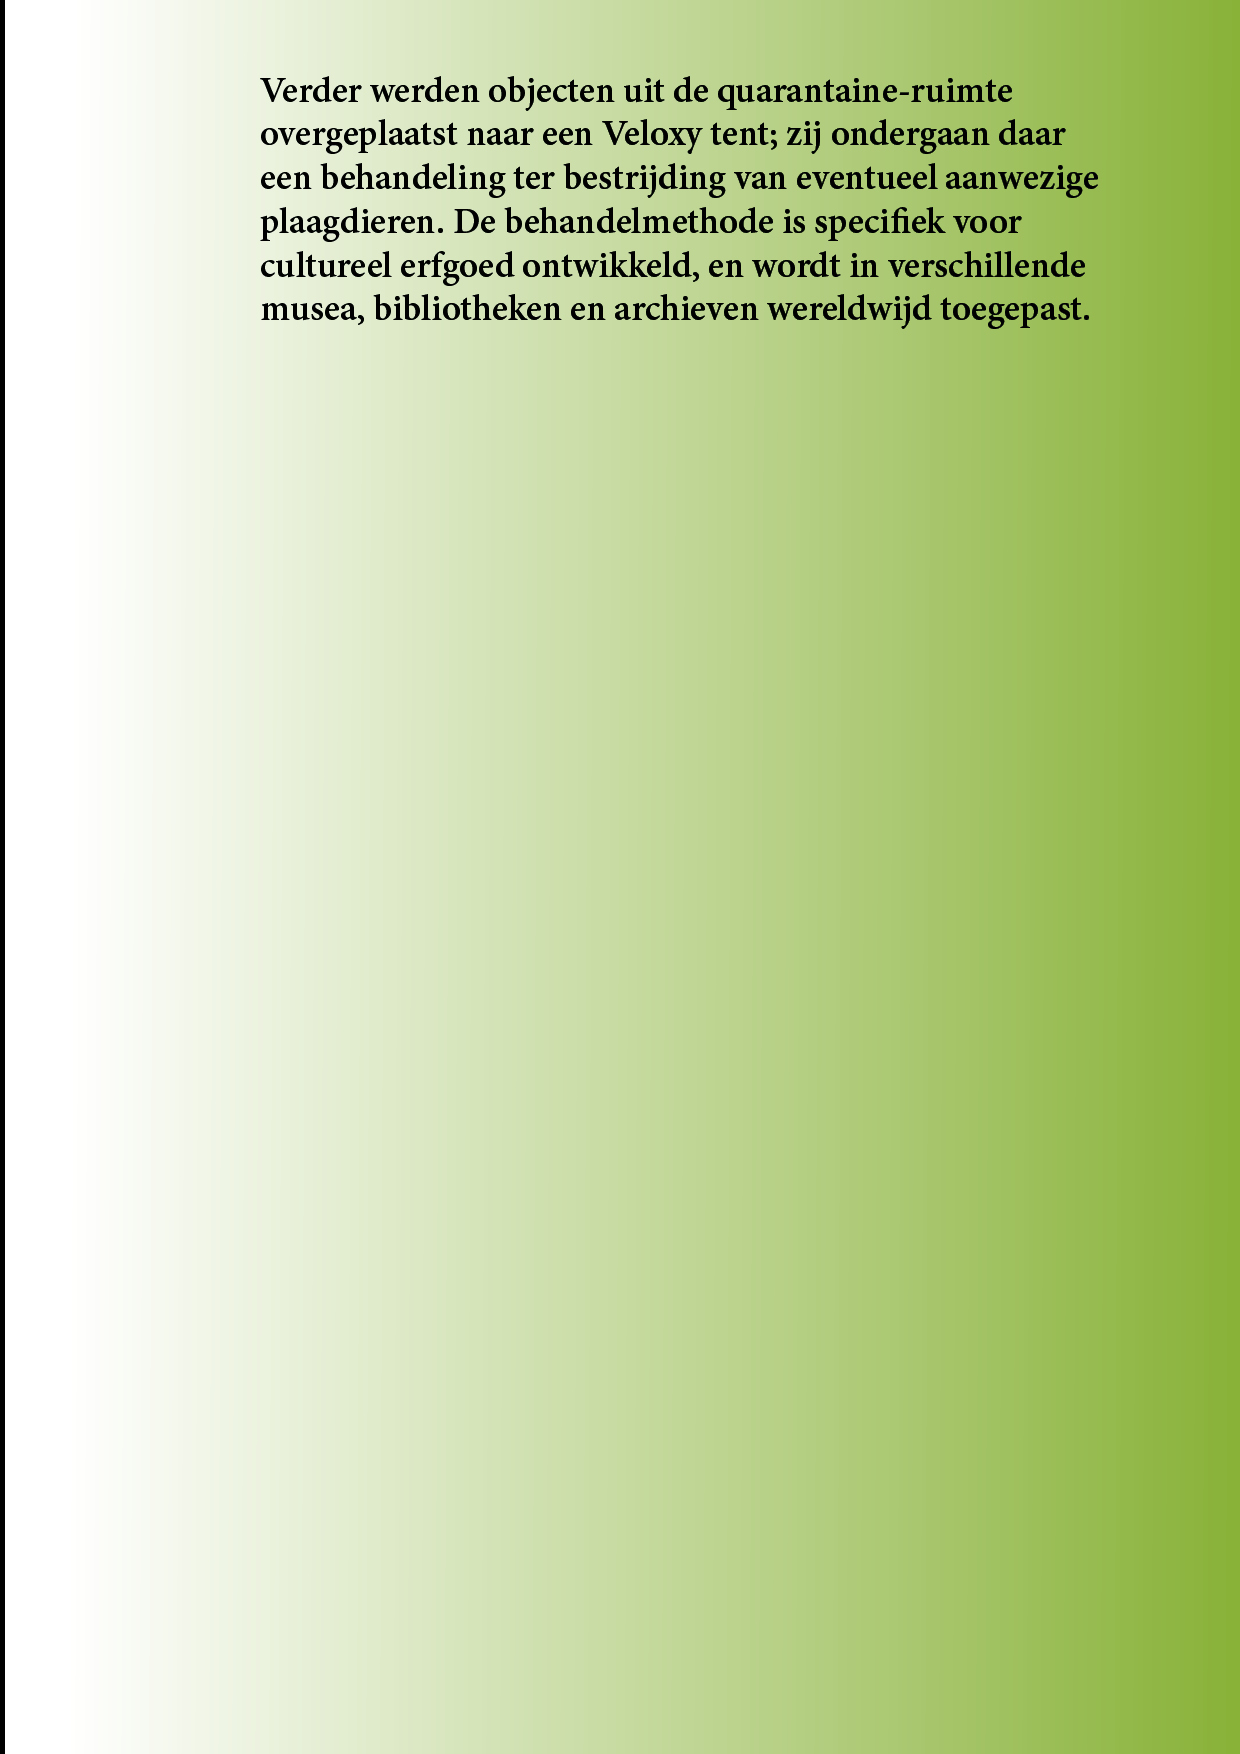 Verder werden objecten uit de quarantaine-ruimte
overgeplaatst naar een Veloxy tent; zij ondergaan daar
een behandeling ter bestrijding van eventueel aanwezige
plaagdieren. De behandelmethode is specifiek voor
cultureel erfgoed ontwikkeld, en wordt in verschillende
musea, bibliotheken en archieven wereldwijd toegepast.